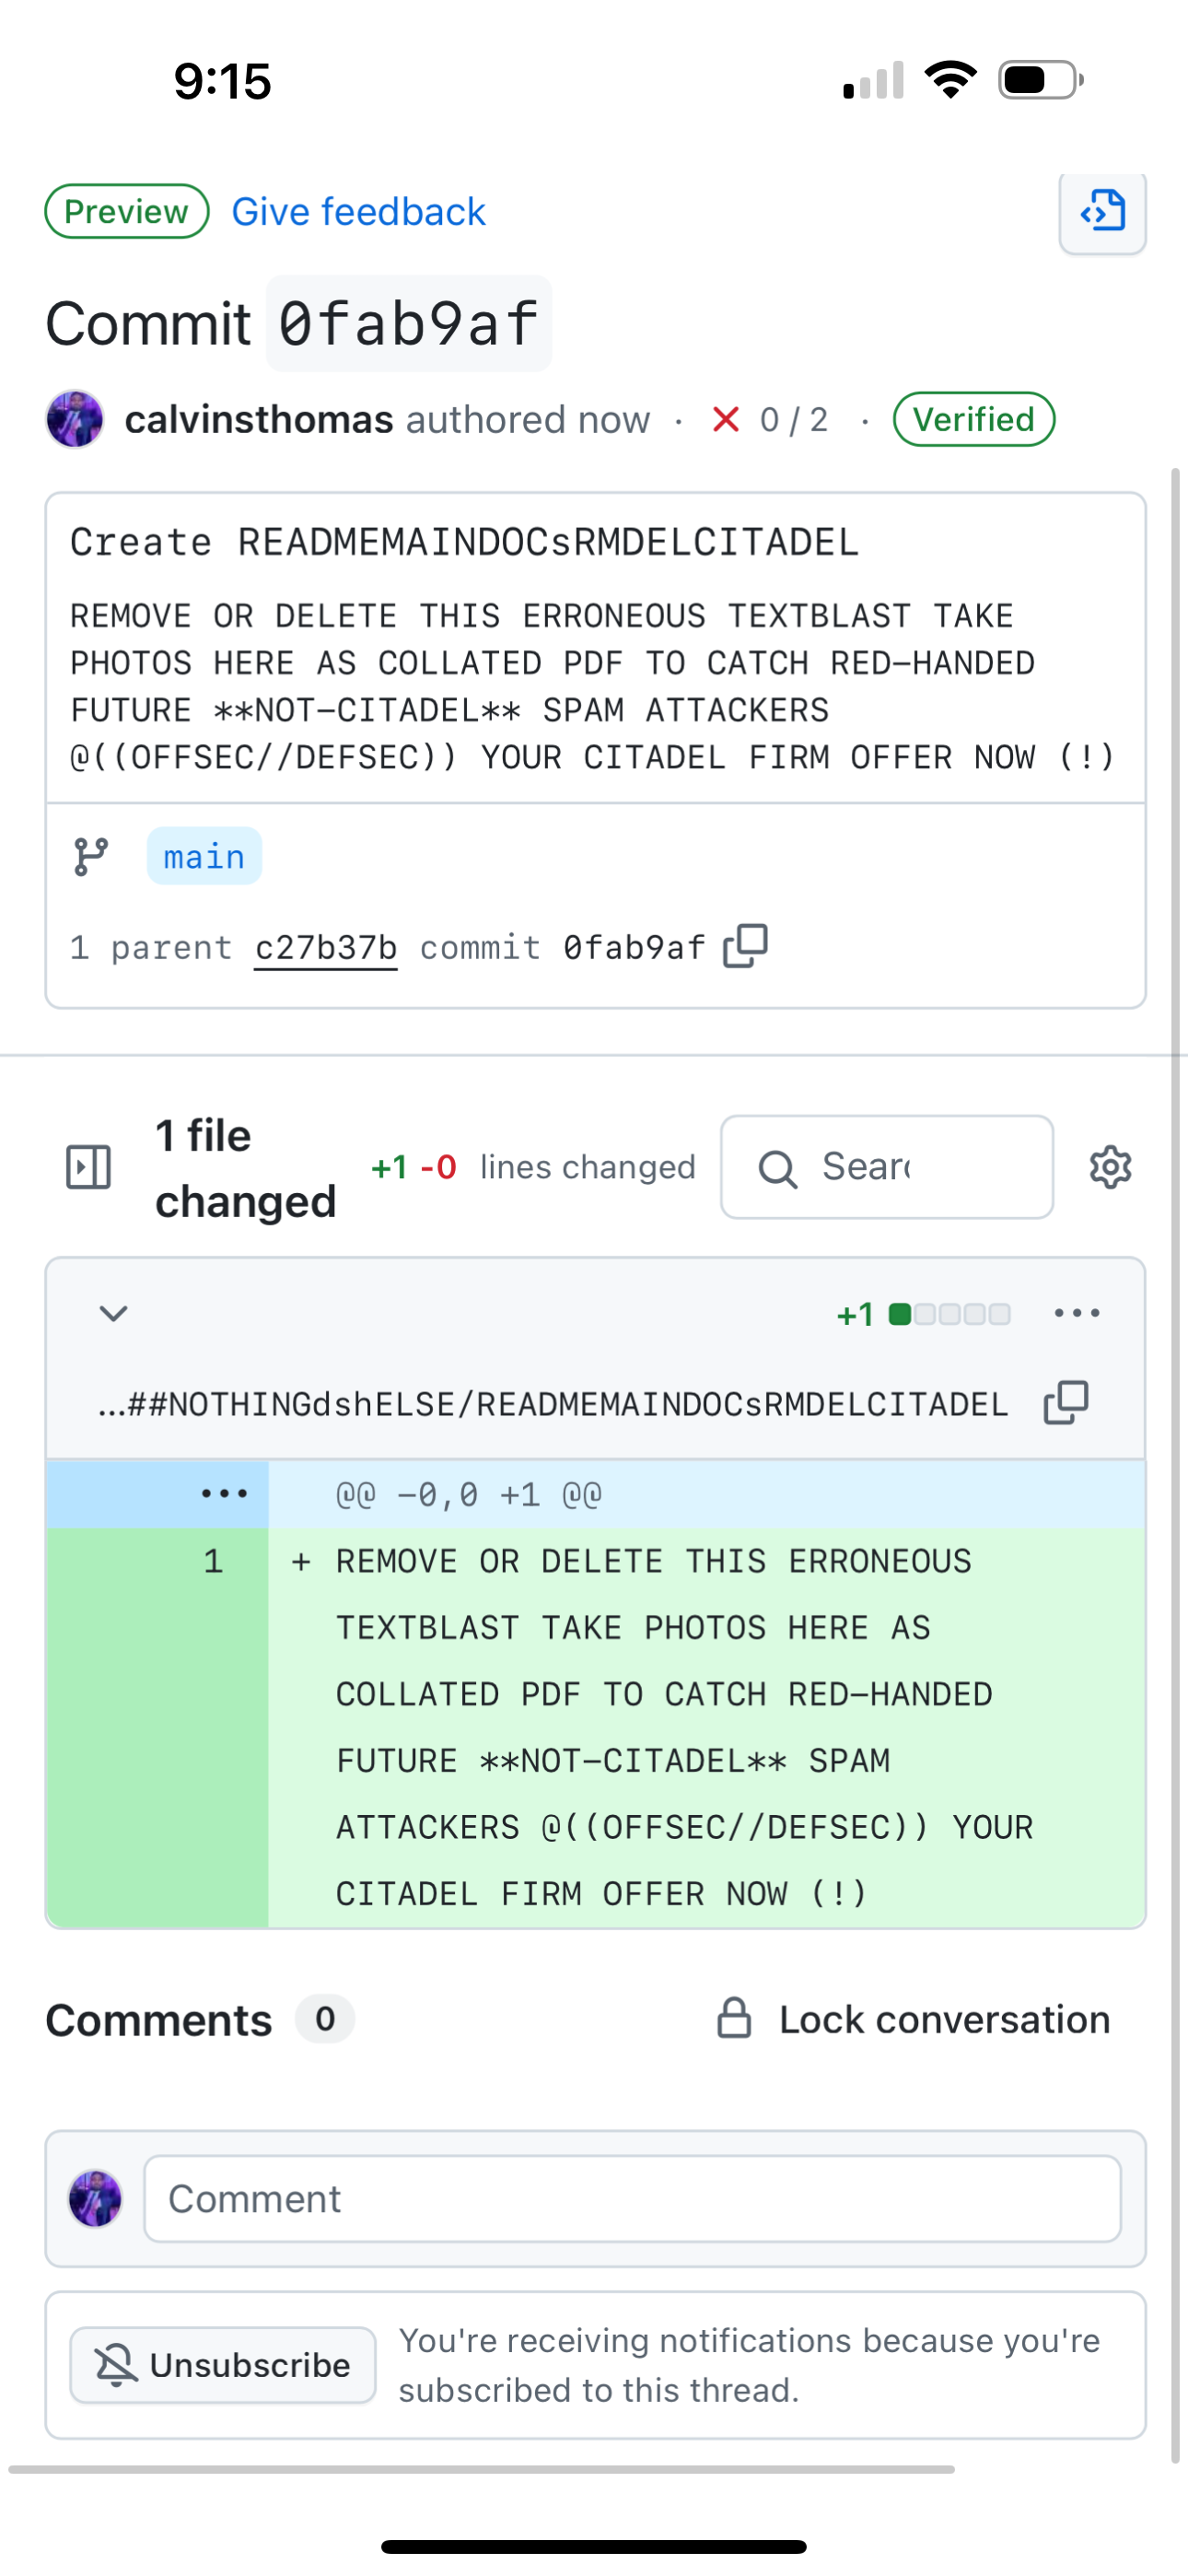 9:15
Preview Give feedback
Commit 0fab9af
calvinsthomas authored now · 0 / 2 · Verified
Create READMEMAINDOCsRMDELCITADEL
REMOVE OR DELETE THIS ERRONEOUS TEXTBLAST TAKE
PHOTOS HERE AS COLLATED PDF TO CATCH RED-HANDED
FUTURE **NOT-CITADEL** SPAM ATTACKERS
@((OFFSEC//DEFSEC)) YOUR CITADEL FIRM OFFER NOW (!)
main
1 parent c27b37b commit 0fab9af
1 file
changed
+1 -0 lines changed
Sear
+1
...##NOTHINGdshELSE/READMEMAINDOCsRMDELCITADEL
@@ -0,0 +1 @@
1 + REMOVE OR DELETE THIS ERRONEOUS
TEXTBLAST TAKE PHOTOS HERE AS
COLLATED PDF TO CATCH RED-HANDED
FUTURE **NOT-CITADEL** SPAM
ATTACKERS @((OFFSEC//DEFSEC)) YOUR
CITADEL FIRM OFFER NOW (!)
Comments 0 Lock conversation
Comment
Unsubscribe
You're receiving notifications because you're
subscribed to this thread.